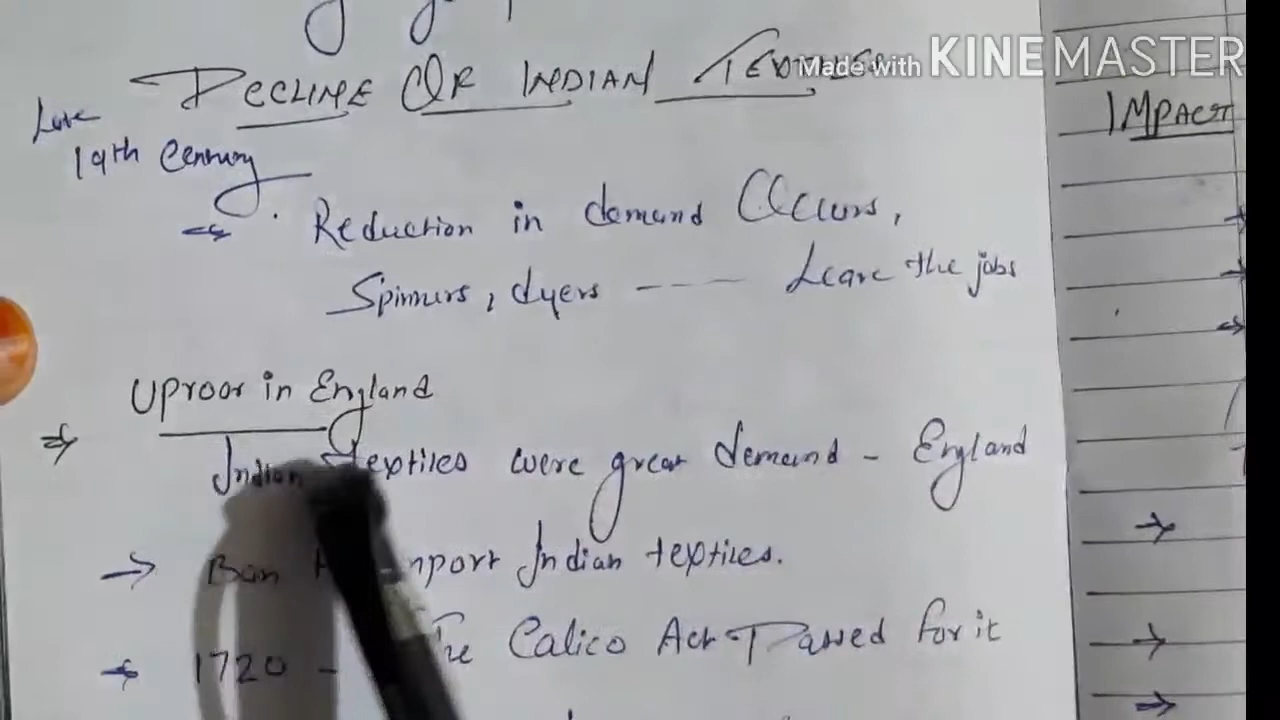 DECLINE OF INDIAN TEXTILES
Made with KINEMASTER
Late
19th Century
Reduction in demand Occurs,
Spinners, dyers ---- Leave the jobs
Uproar in England
Indian textiles were great demand - England
Ban import Indian textiles.
1720 - The Calico Act Passed for it
IMPACT